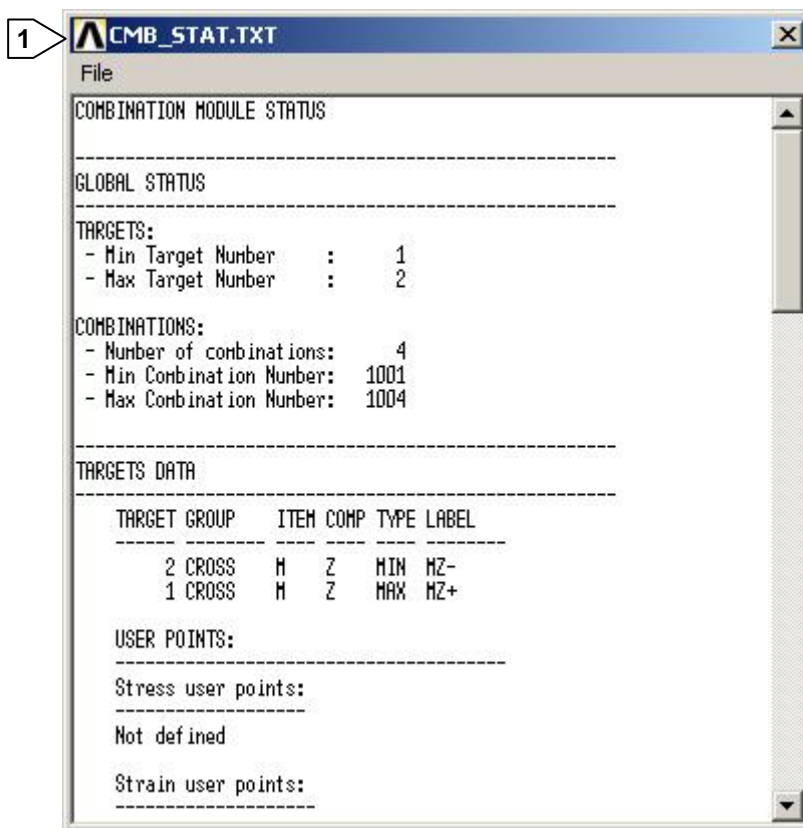 1
CMB_STAT.TXT
File
COMBINATION MODULE STATUS
------------------------------------------------------
GLOBAL STATUS
------------------------------------------------------
TARGETS:
- Min Target Number : 1
- Max Target Number : 2
COMBINATIONS:
- Number of combinations: 4
- Min Combination Number: 1001
- Max Combination Number: 1004
------------------------------------------------------
TARGETS DATA
------------------------------------------------------
TARGET GROUP ITEM COMP TYPE LABEL
------ -------- ---- ---- ---- --------
2 CROSS M Z MIN MZ-
1 CROSS M Z MAX MZ+
USER POINTS:
---------------------------------------
Stress user points:
-------------------
Not defined
Strain user points:
--------------------